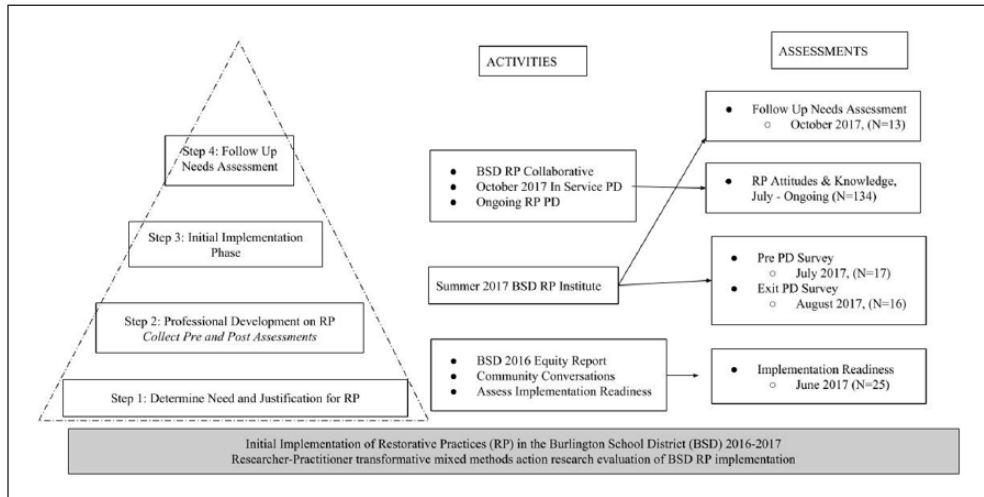 ACTIVITIES
ASSESSMENTS
Step 4: Follow Up
Needs Assessment
Step 3: Initial Implementation
Phase
Step 2: Professional Development on RP
Collect Pre and Post Assessments
Step 1: Determine Need and Justification for RP
● BSD RP Collaborative
● October 2017 In Service PD
● Ongoing RP PD
Summer 2017 BSD RP Institute
● BSD 2016 Equity Report
● Community Conversations
● Assess Implementation Readiness
● Follow Up Needs Assessment
○ October 2017, (N=13)
● RP Attitudes & Knowledge,
July - Ongoing (N=134)
● Pre PD Survey
○ July 2017, (N=17)
● Exit PD Survey
○ August 2017, (N=16)
● Implementation Readiness
○ June 2017 (N=25)
Initial Implementation of Restorative Practices (RP) in the Burlington School District (BSD) 2016-2017
Researcher-Practitioner transformative mixed methods action research evaluation of BSD RP implementation